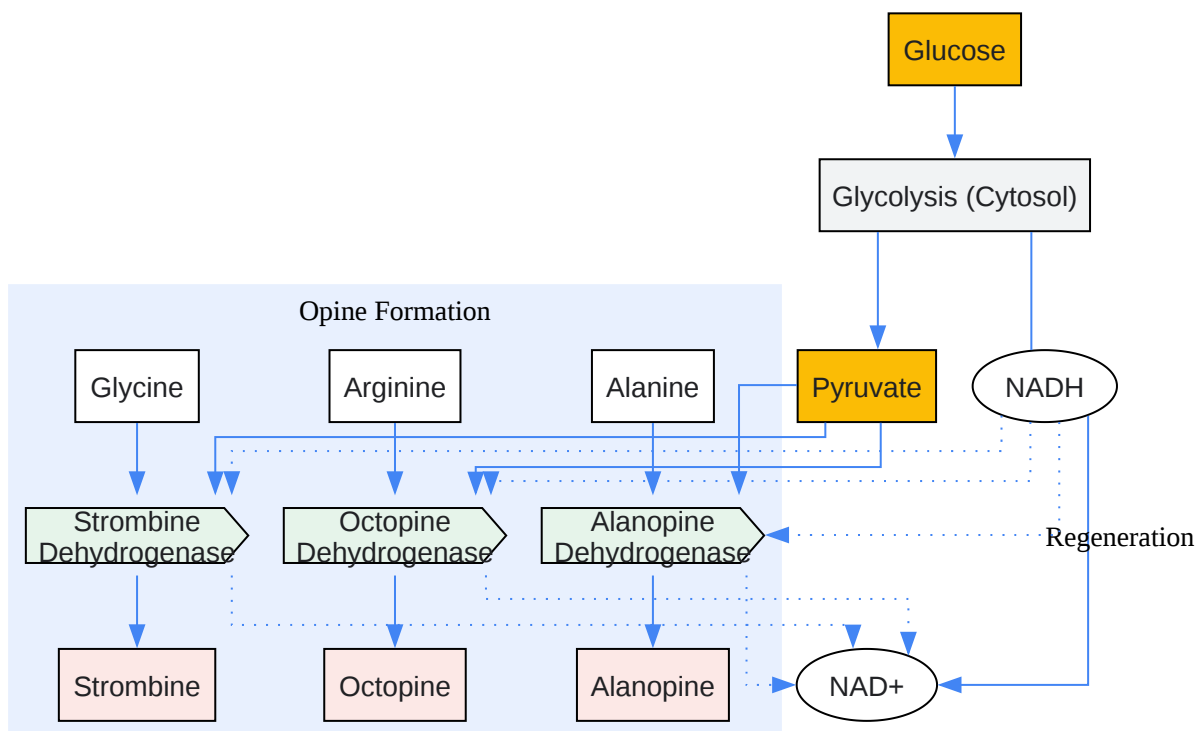 Glucose
Glycolysis (Cytosol)
Opine Formation
Glycine
Arginine
Alanine
Pyruvate
NADH
Strombine
Dehydrogenase
Octopine
Dehydrogenase
Alanopine
Dehydrogenase
Regeneration
Strombine
Octopine
Alanopine
NAD+